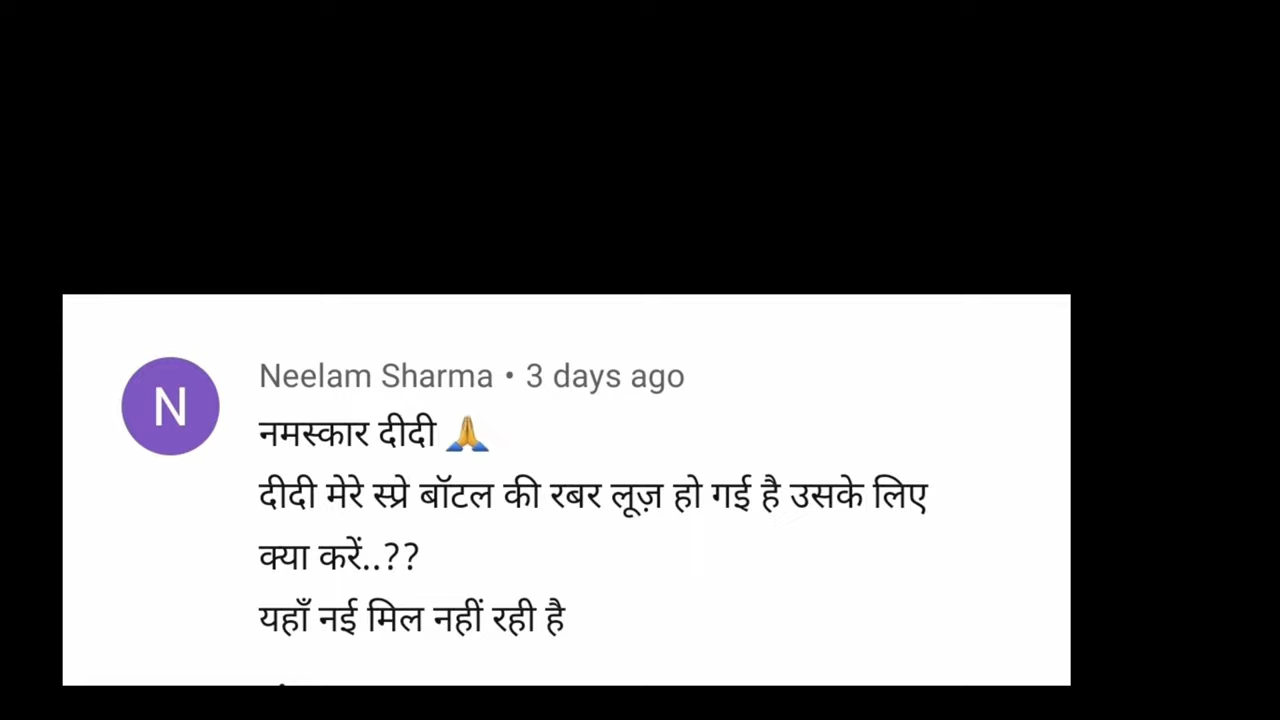 N
Neelam Sharma • 3 days ago
नमस्कार दीदी 🙏
दीदी मेरे स्प्रे बॉटल की रबर लूज़ हो गई है उसके लिए
क्या करें..??
यहाँ नई मिल नहीं रही है